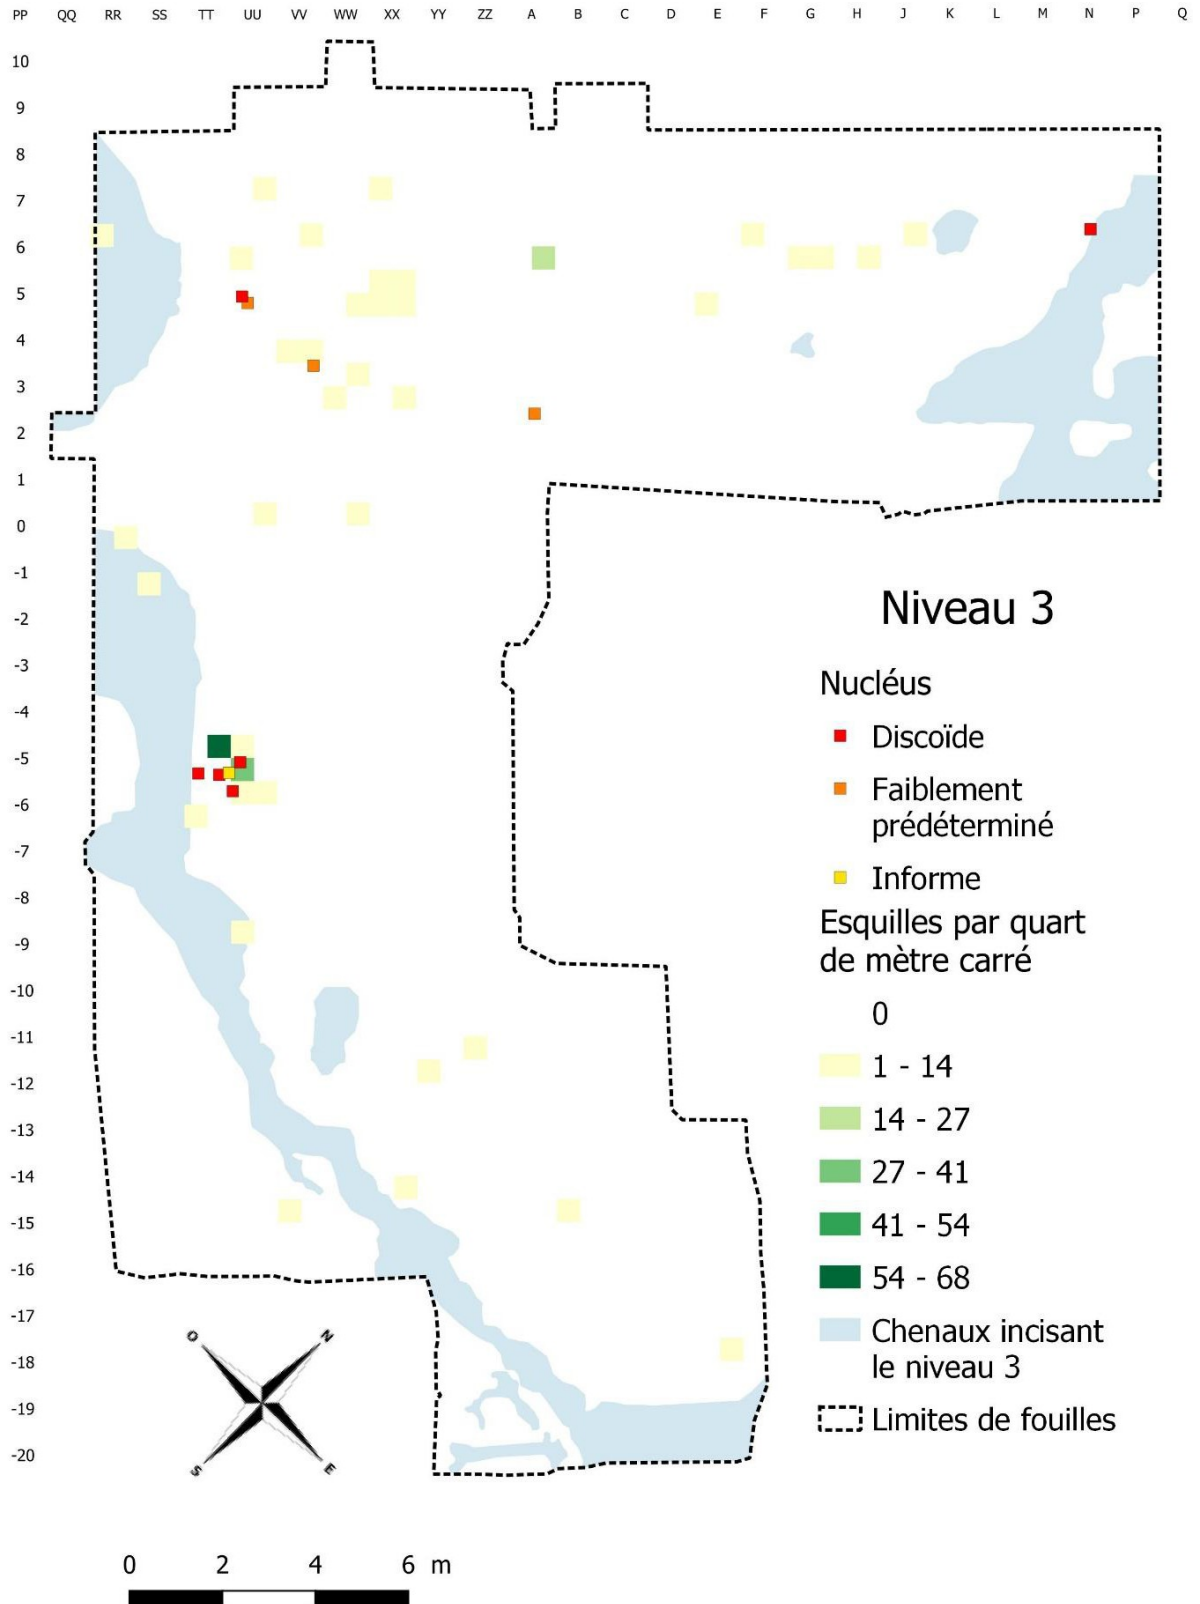 PP QQ RR SS TT UU VV WW XX YY ZZ A B C D E F G H J K L M N P Q
10
9
8
7
6
5
4
3
2
1
0
-1
-2
-3
-4
-5
-6
-7
-8
-9
-10
-11
-12
-13
-14
-15
-16
-17
-18
-19
-20
Niveau 3
Nucléus
Discoïde
Faiblement
prédéterminé
Informe
Esquilles par quart
de mètre carré
0
1 - 14
14 - 27
27 - 41
41 - 54
54 - 68
Chenaux incisant
le niveau 3
Limites de fouilles
O N
S E
0 2 4 6 m